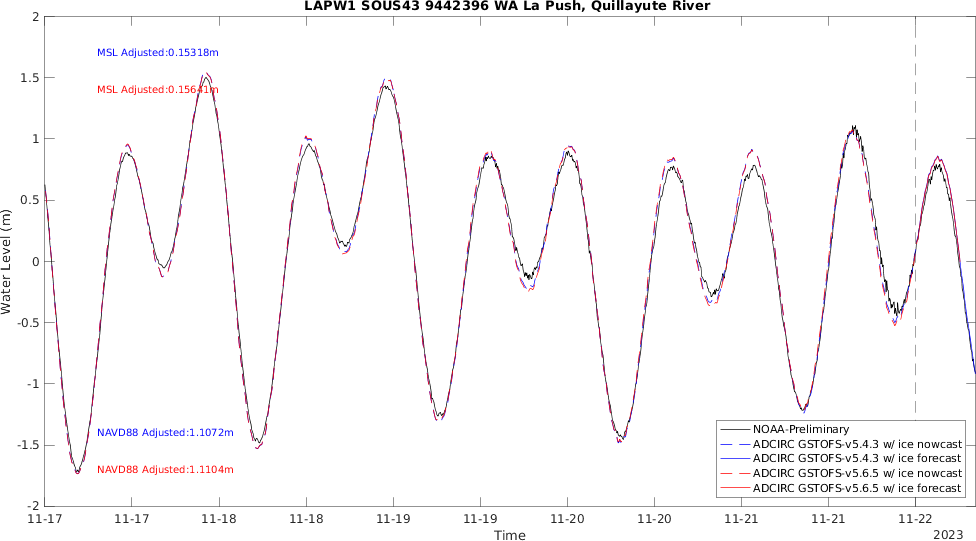 LAPW1 SOUS43 9442396 WA La Push, Quillayute River
2
1.5
1
0.5
0
-0.5
-1
-1.5
-2
Water Level (m)
MSL Adjusted:0.15318m
MSL Adjusted:0.15641m
NAVD88 Adjusted:1.1072m
NAVD88 Adjusted:1.1104m
NOAA-Preliminary
ADCIRC GSTOFS-v5.4.3 w/ ice nowcast
ADCIRC GSTOFS-v5.4.3 w/ ice forecast
ADCIRC GSTOFS-v5.6.5 w/ ice nowcast
ADCIRC GSTOFS-v5.6.5 w/ ice forecast
11-17 11-17 11-18 11-18 11-19 11-19 11-20 11-20 11-21 11-21 11-22
Time
2023